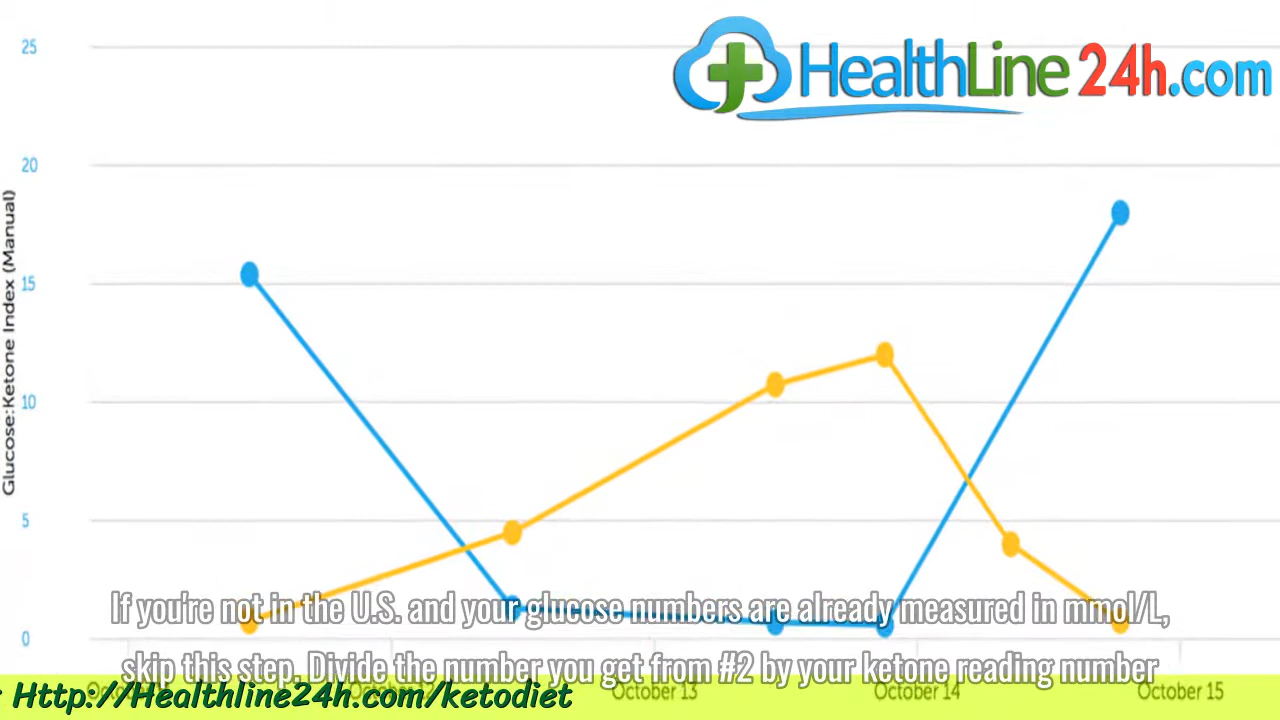 25
HealthLine 24h.com
20
Glucose:Ketone Index (Manual)
15
10
5
If you're not in the U.S. and your glucose numbers are already measured in mmol/L,
0
skip this step. Divide the number you get from #2 by your ketone reading number
: Http://Healthline24h.com/ketodiet
October 13
October 14
October 15